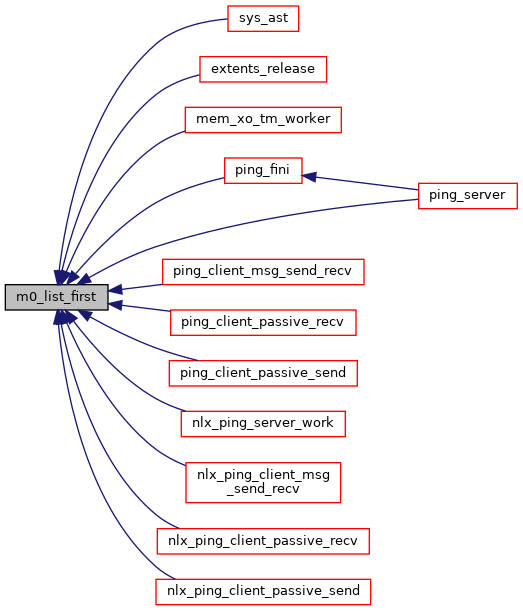 sys_ast
extents_release
mem_xo_tm_worker
ping_fini
ping_server
ping_client_msg_send_recv
m0_list_first
ping_client_passive_recv
ping_client_passive_send
nlx_ping_server_work
nlx_ping_client_msg
_send_recv
nlx_ping_client_passive_recv
nlx_ping_client_passive_send